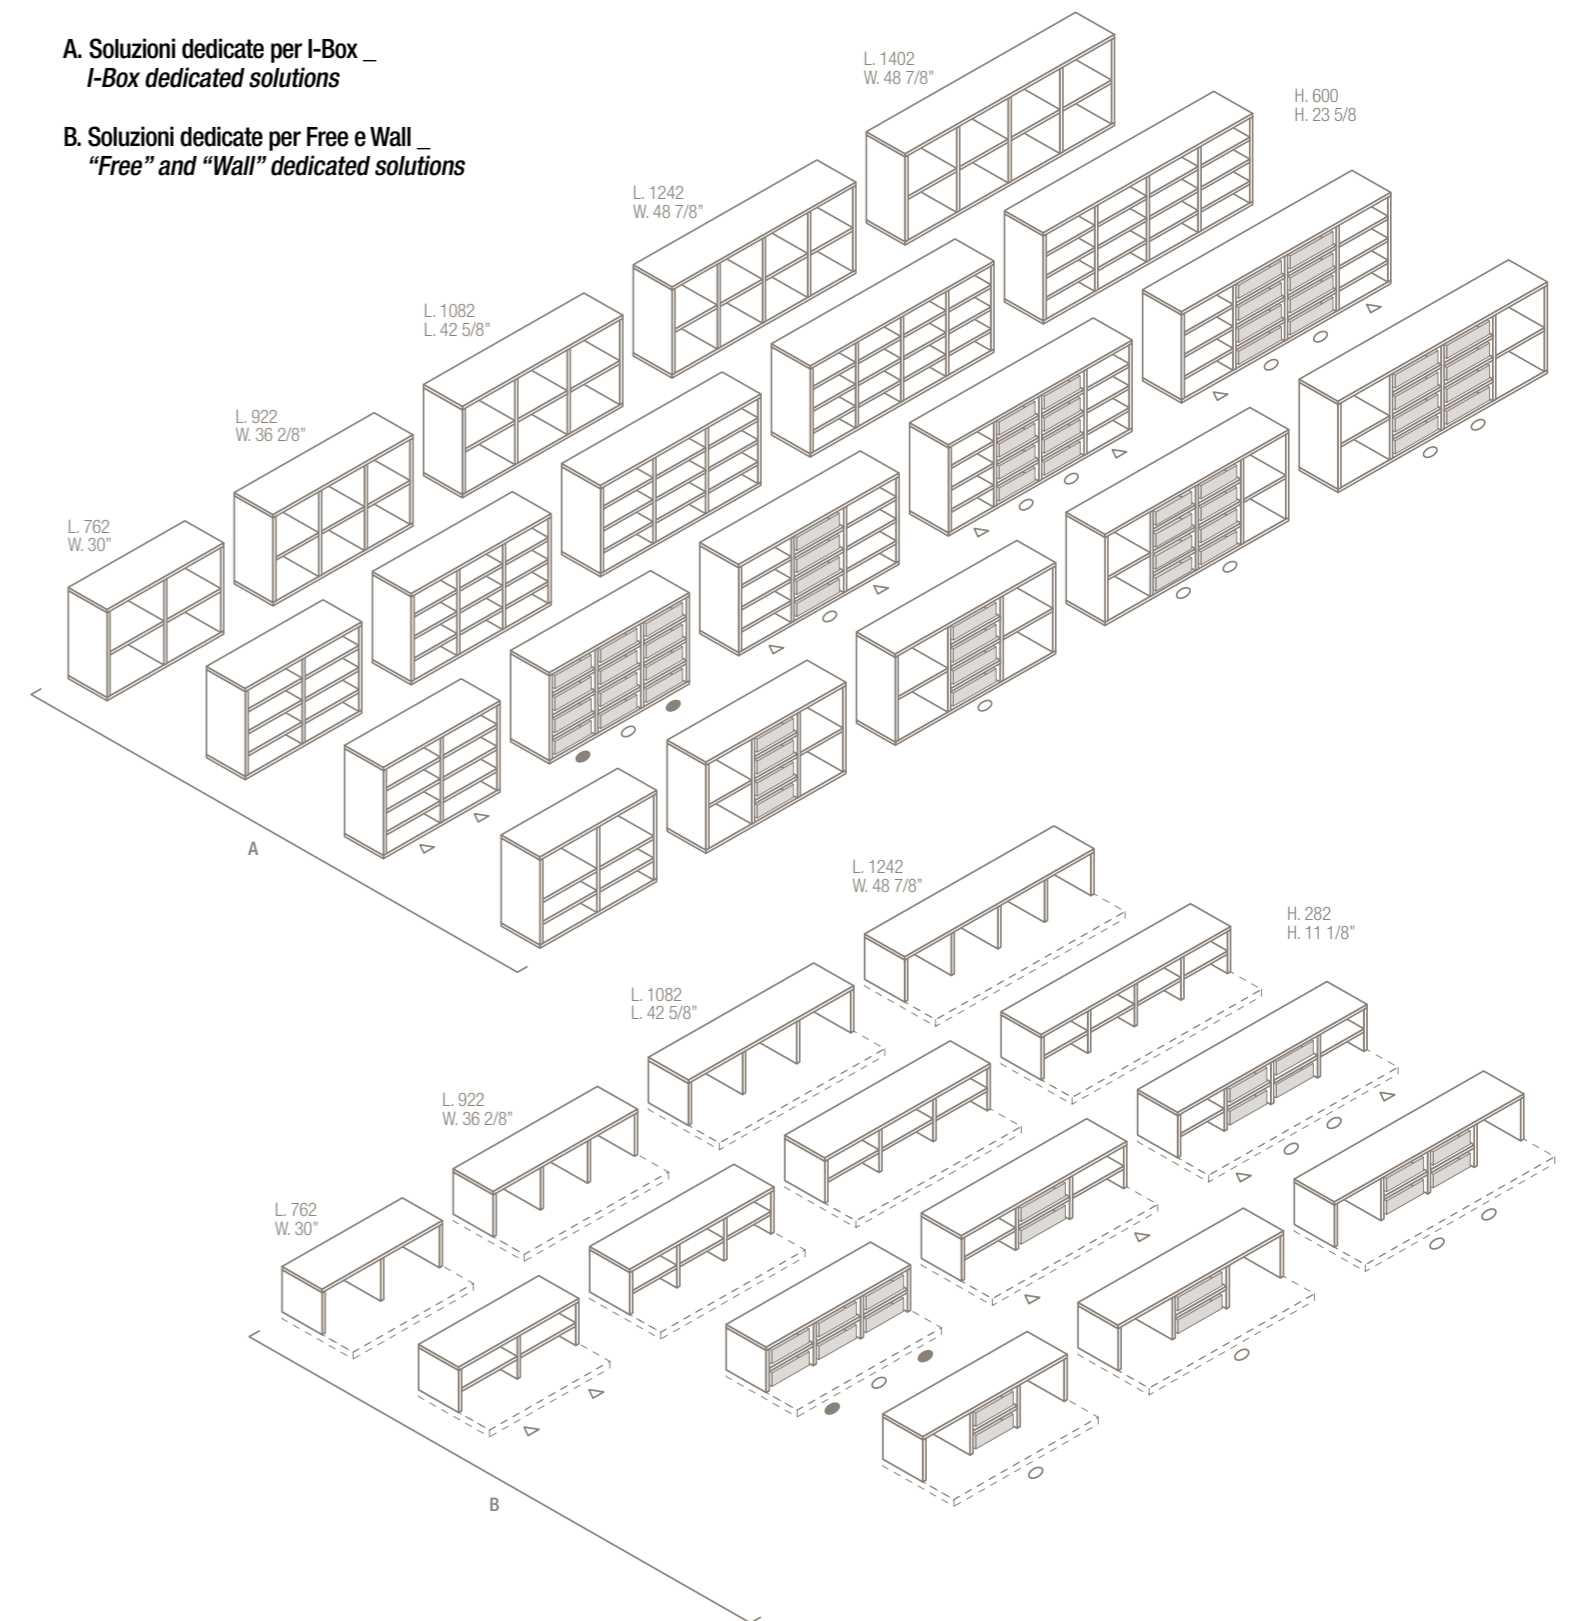 A. Soluzioni dedicate per I-Box _
I-Box dedicated solutions
B. Soluzioni dedicate per Free e Wall _
“Free” and “Wall” dedicated solutions
L. 1402
W. 48 7/8”
H. 600
H. 23 5/8
L. 1242
W. 48 7/8”
L. 1082
L. 42 5/8”
L. 922
W. 36 2/8”
L. 762
W. 30”
A
L. 1242
W. 48 7/8”
H. 282
H. 11 1/8”
L. 1082
L. 42 5/8”
L. 922
W. 36 2/8”
L. 762
W. 30”
B